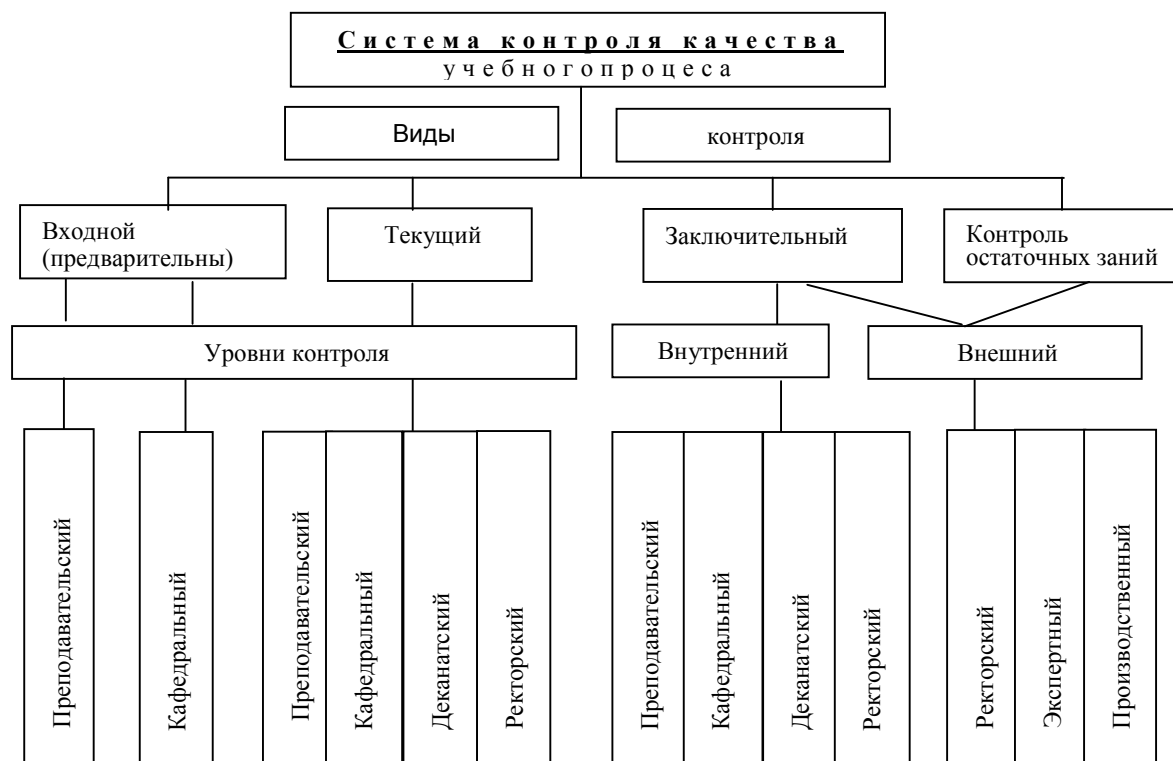 Система контроля качества
учебногопроцеса
Виды
контроля
Входной
(предварительны)
Текущий
Заключительный
Контроль
остаточных заний
Уровни контроля
Внутренний
Внешний
Преподавательский
Кафедральный
Преподавательский
Кафедральный
Деканатский
Ректорский
Преподавательский
Кафедральный
Деканатский
Ректорский
Ректорский
Экспертный
Производственный